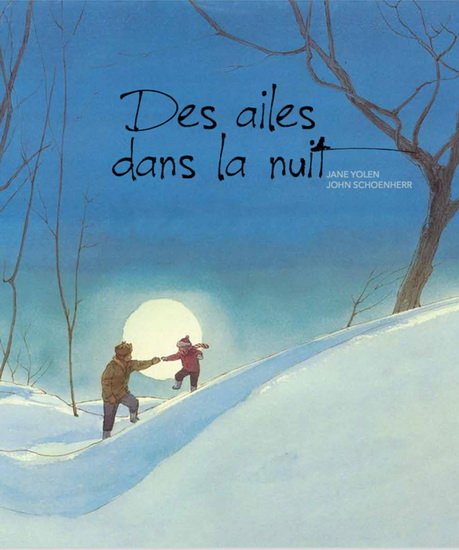 Des ailes
dans la nuit
JANE YOLEN
JOHN SCHOENHERR